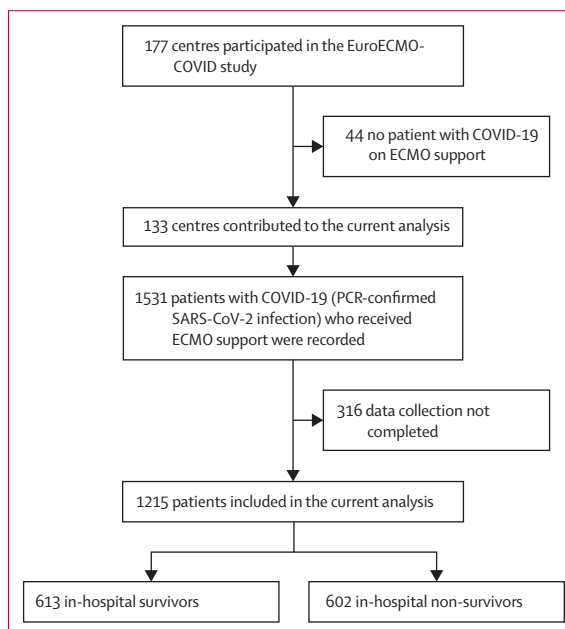 177 centres participated in the EuroECMO-
COVID study
44 no patient with COVID-19
on ECMO support
133 centres contributed to the current analysis
1531 patients with COVID-19 (PCR-confirmed
SARS-CoV-2 infection) who received
ECMO support were recorded
316 data collection not
completed
1215 patients included in the current analysis
613 in-hospital survivors
602 in-hospital non-survivors